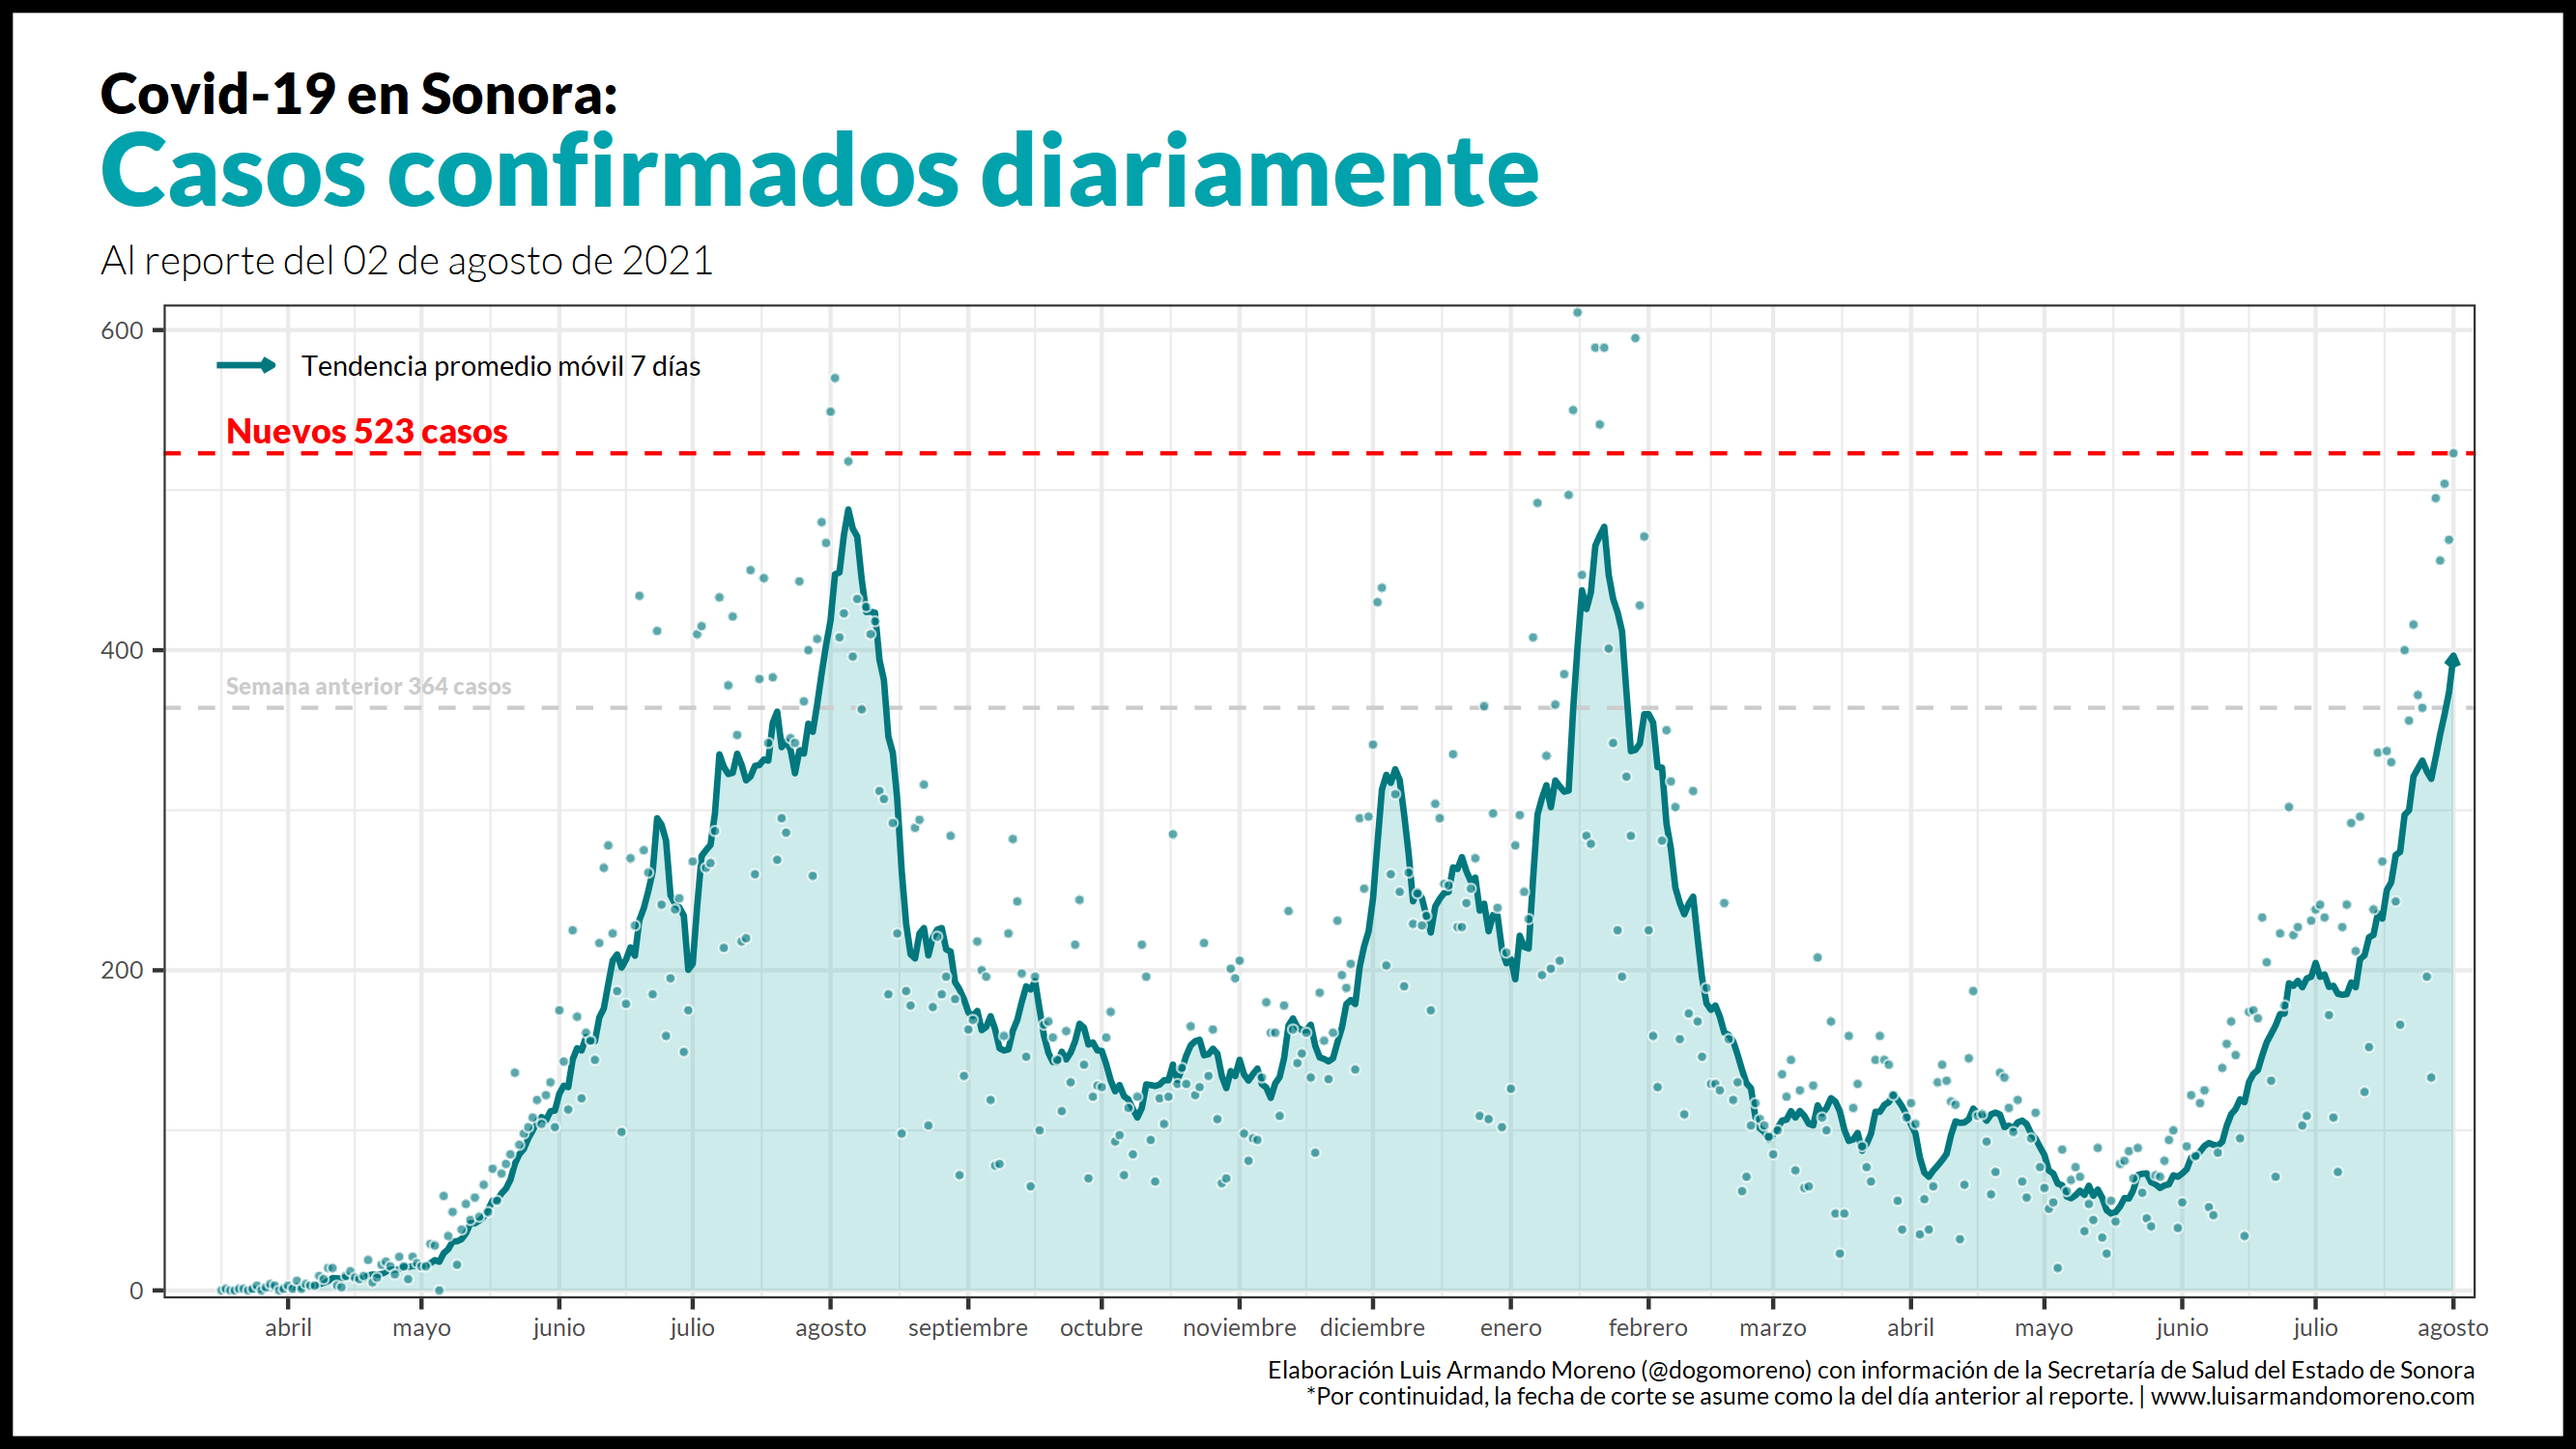 Covid-19 en Sonora:
Casos confirmados diariamente
Al reporte del 02 de agosto de 2021
600
Tendencia promedio móvil 7 días
Nuevos 523 casos
400
Semana anterior 364 casos
200
0
abril mayo junio julio agosto septiembre octubre noviembre diciembre enero febrero marzo abril mayo junio julio agosto
Elaboración Luis Armando Moreno (@dogomoreno) con información de la Secretaría de Salud del Estado de Sonora
*Por continuidad, la fecha de corte se asume como la del día anterior al reporte. | www.luisarmandomoreno.com